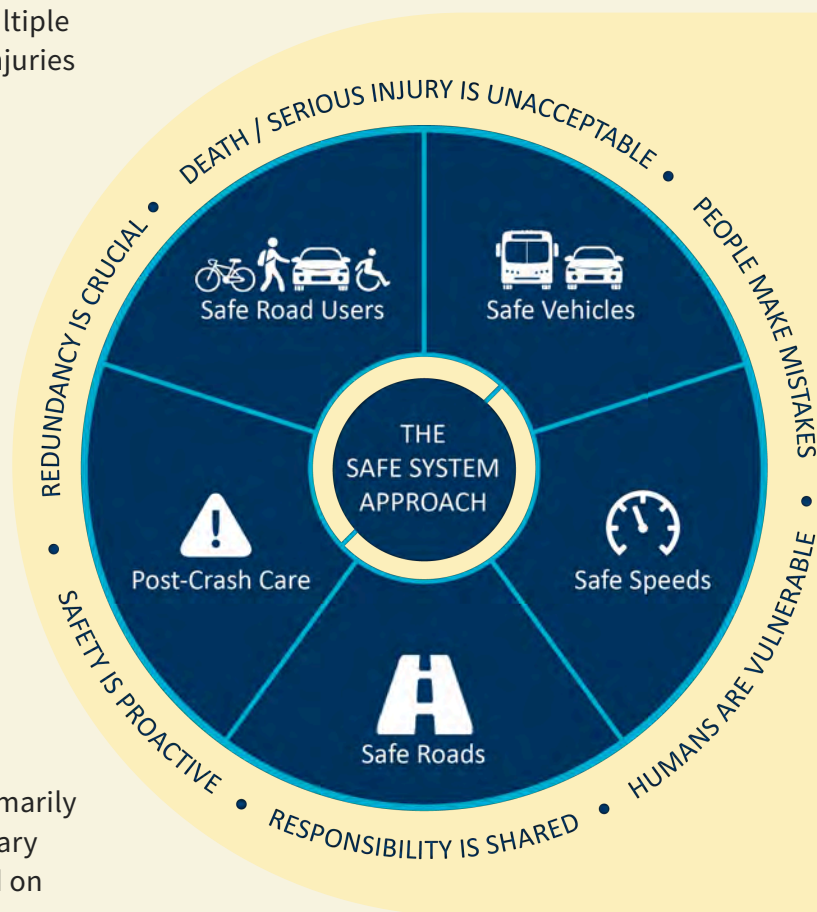 ltiple
juries
DEATH / SERIOUS INJURY IS UNACCEPTABLE •
PEOPLE MAKE MISTAKES •
HUMANS ARE VULNERABLE •
RESPONSIBILITY IS SHARED •
SAFETY IS PROACTIVE •
REDUNDANCY IS CRUCIAL •
Safe Road Users
Safe Vehicles
THE
SAFE SYSTEM
APPROACH
Post-Crash Care
Safe Speeds
Safe Roads
marily
ary
on